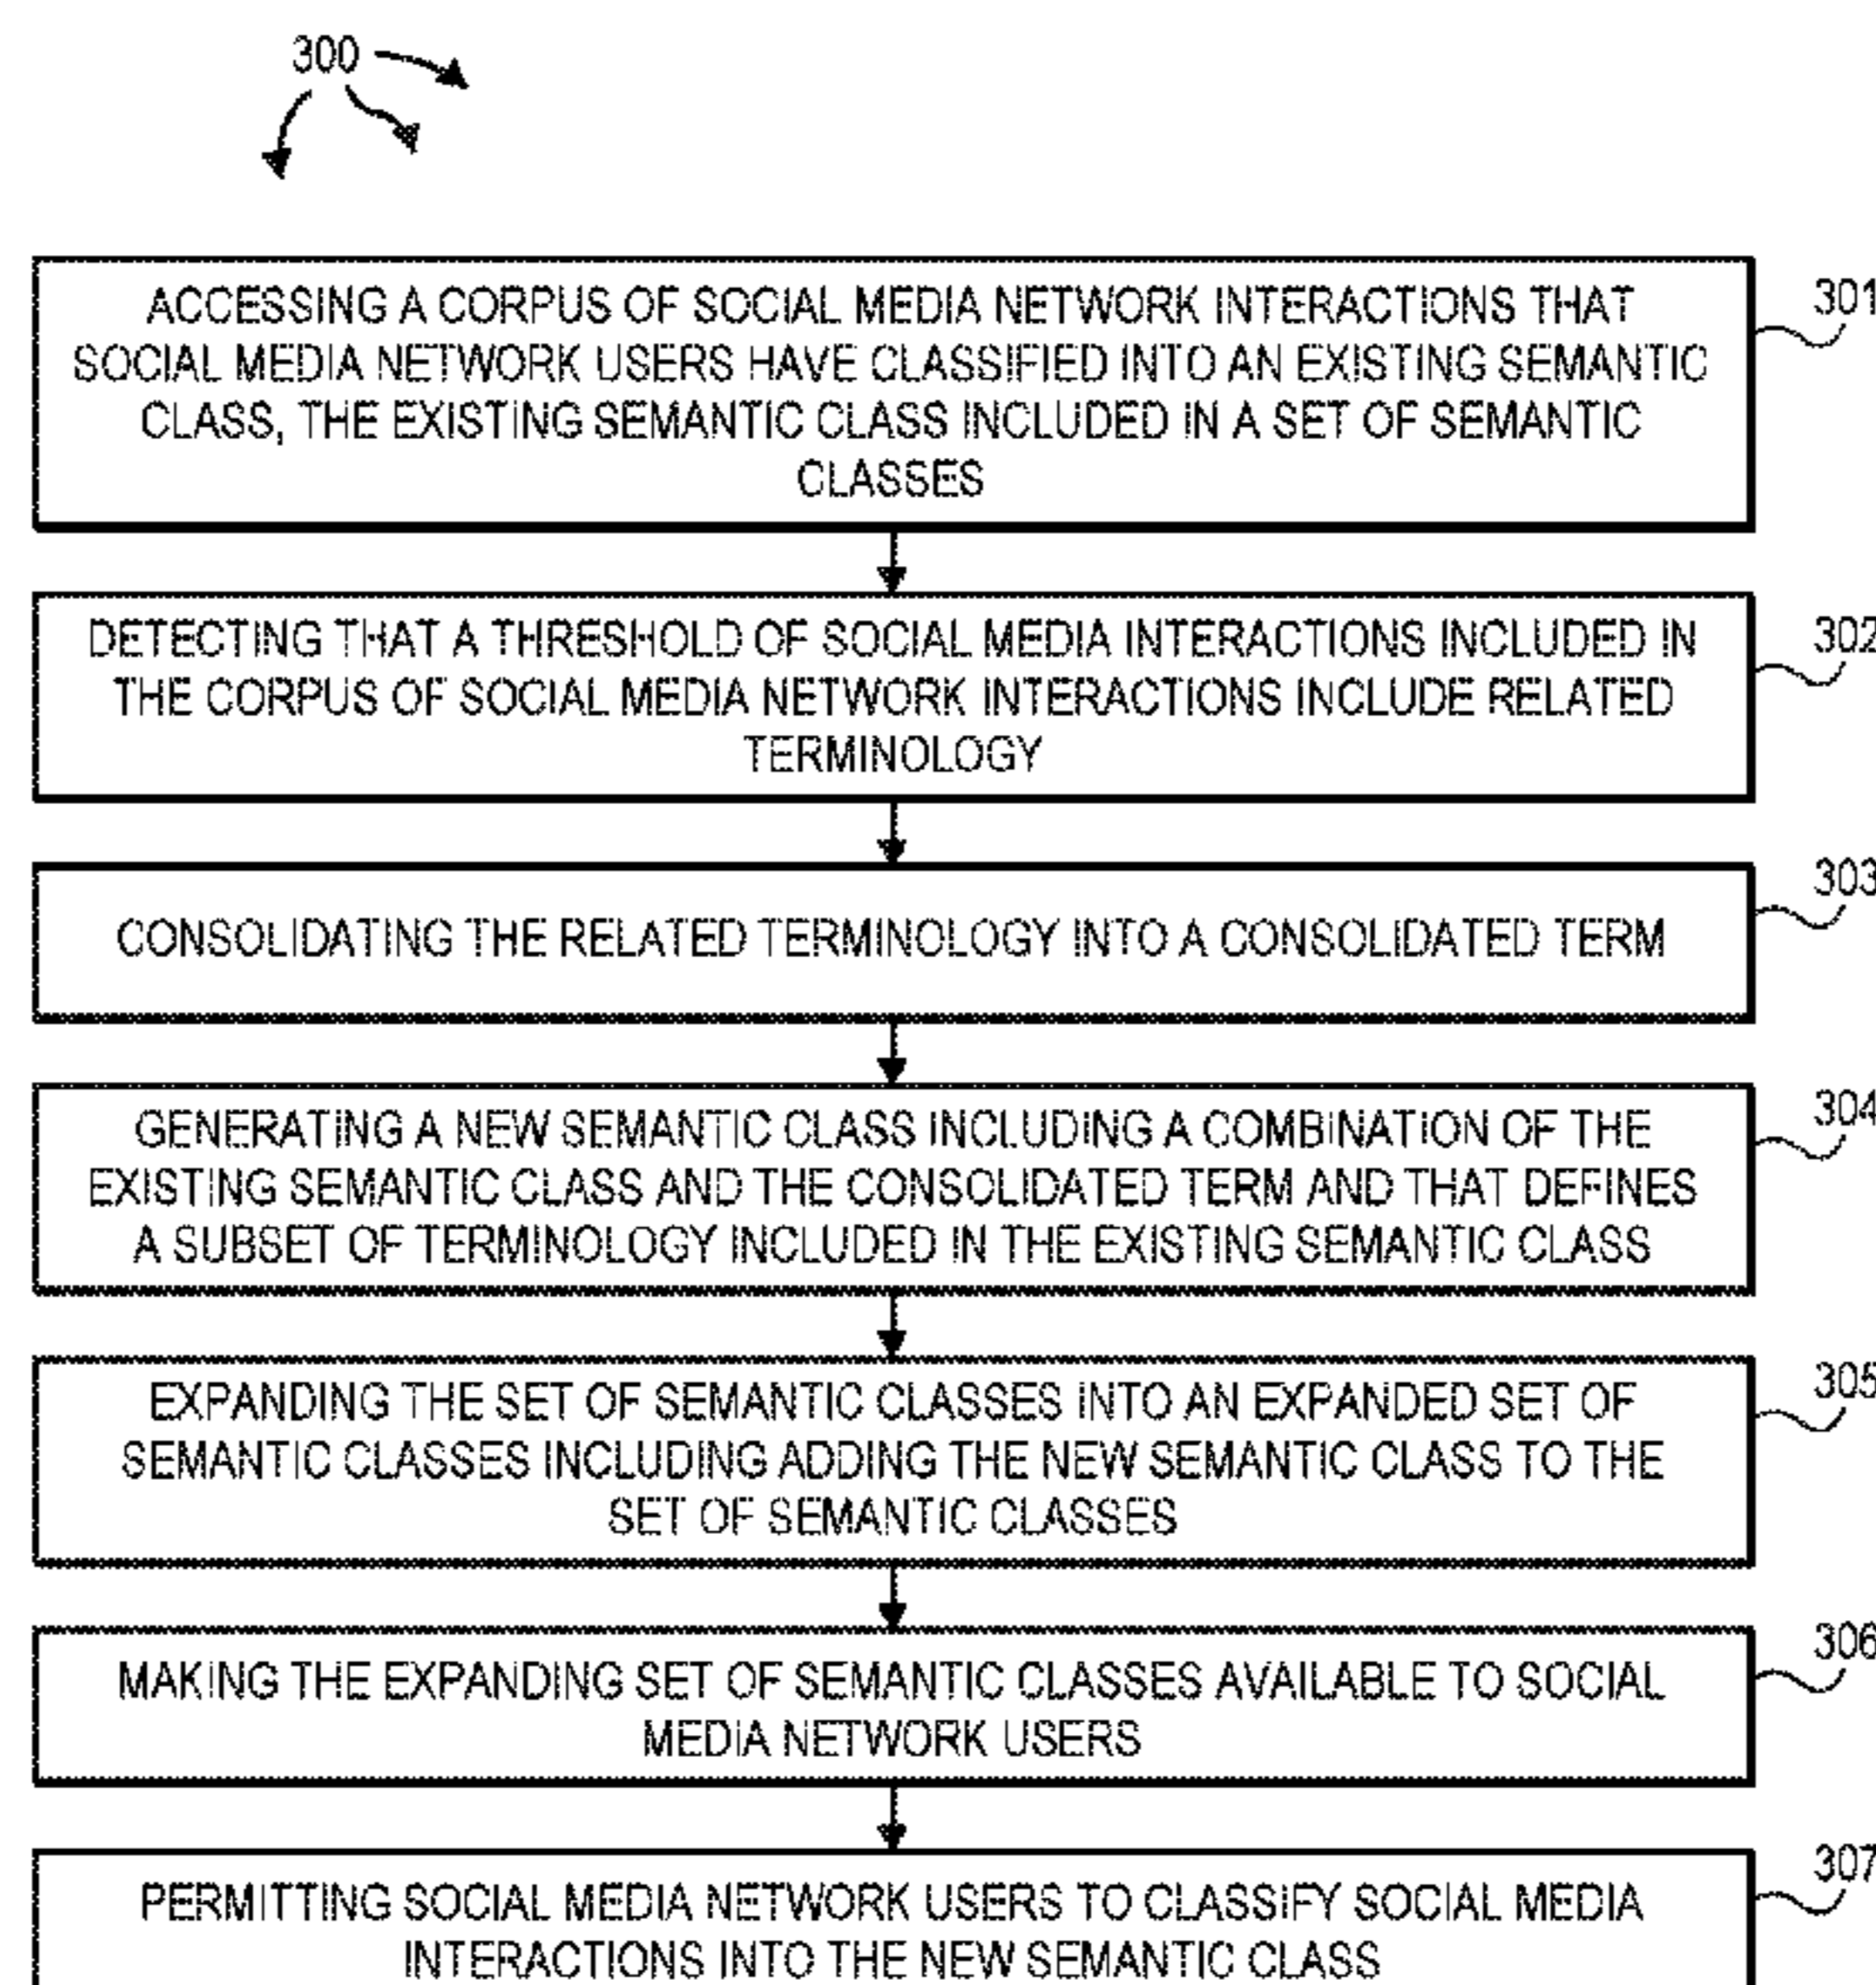 300
ACCESSING A CORPUS OF SOCIAL MEDIA NETWORK INTERACTIONS THAT
SOCIAL MEDIA NETWORK USERS HAVE CLASSIFIED INTO AN EXISTING SEMANTIC
CLASS, THE EXISTING SEMANTIC CLASS INCLUDED IN A SET OF SEMANTIC
CLASSES
301
DETECTING THAT A THRESHOLD OF SOCIAL MEDIA INTERACTIONS INCLUDED IN
THE CORPUS OF SOCIAL MEDIA NETWORK INTERACTIONS INCLUDE RELATED
TERMINOLOGY
302
CONSOLIDATING THE RELATED TERMINOLOGY INTO A CONSOLIDATED TERM
303
GENERATING A NEW SEMANTIC CLASS INCLUDING A COMBINATION OF THE
EXISTING SEMANTIC CLASS AND THE CONSOLIDATED TERM AND THAT DEFINES
A SUBSET OF TERMINOLOGY INCLUDED IN THE EXISTING SEMANTIC CLASS
304
EXPANDING THE SET OF SEMANTIC CLASSES INTO AN EXPANDED SET OF
SEMANTIC CLASSES INCLUDING ADDING THE NEW SEMANTIC CLASS TO THE
SET OF SEMANTIC CLASSES
305
MAKING THE EXPANDING SET OF SEMANTIC CLASSES AVAILABLE TO SOCIAL
MEDIA NETWORK USERS
306
PERMITTING SOCIAL MEDIA NETWORK USERS TO CLASSIFY SOCIAL MEDIA
INTERACTIONS INTO THE NEW SEMANTIC CLASS
307